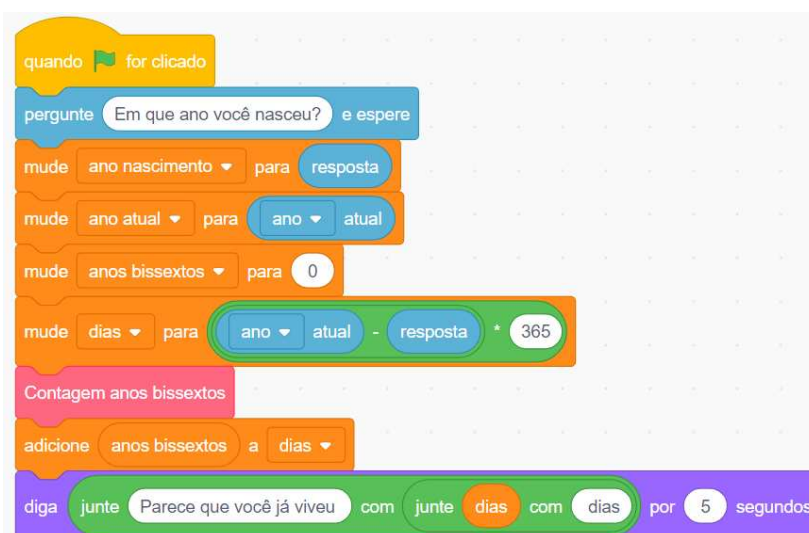 quando for clicado
pergunte Em que ano você nasceu? e espere
mude ano nascimento para resposta
mude ano atual para ano atual
mude anos bissextos para 0
mude dias para ano atual - resposta * 365
Contagem anos bissextos
adicione anos bissextos a dias
diga junte Parece que você já viveu com junte dias com dias por 5 segundos